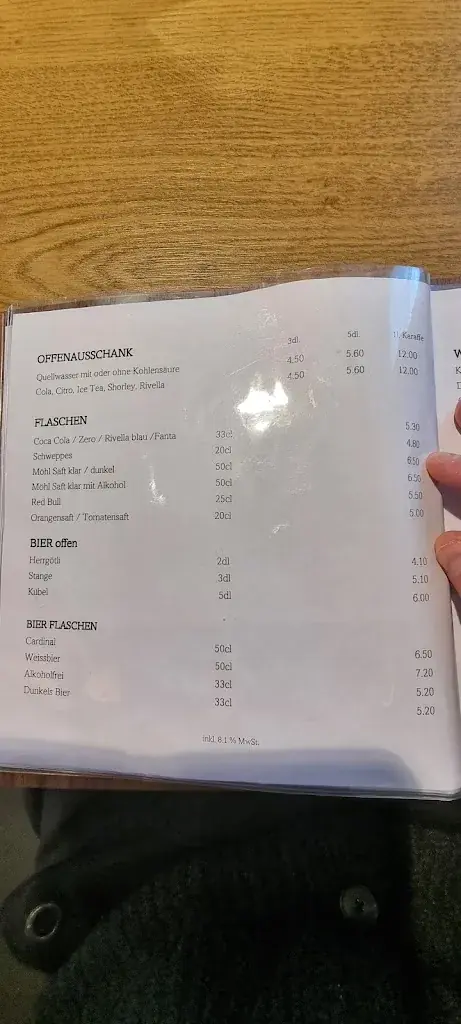 3dl. 5dl. 1L Karaffe
OFFENAUSSCHANK
Quellwasser mit oder ohne Kohlensäure 4.50 5.60 12.00
Cola, Citro, Ice Tea, Shorley, Rivella 4.50 5.60 12.00
FLASCHEN
Coca Cola / Zero / Rivella blau /Fanta 33cl 5.30
Schweppes 20cl 4.80
Möhl Saft klar / dunkel 50cl 6.50
Möhl Saft klar mit Alkohol 50cl 6.50
Red Bull 25cl 5.50
Orangensaft / Tomatensaft 20cl 5.00
BIER offen
Herrgötli 2dl 4.10
Stange 3dl 5.10
Kübel 5dl 6.00
BIER FLASCHEN
Cardinal 50cl 6.50
Weissbier 50cl 7.20
Alkoholfrei 33cl 5.20
Dunkels Bier 33cl 5.20
inkl. 8.1 % MwSt.